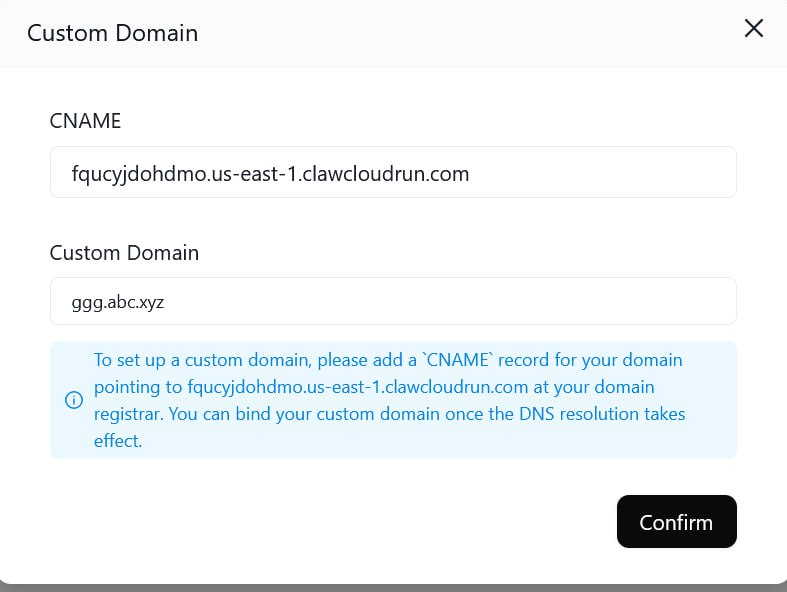 Custom Domain
CNAME
fqucyjdohdmo.us-east-1.clawcloudrun.com
Custom Domain
ggg.abc.xyz
To set up a custom domain, please add a `CNAME` record for your domain
pointing to fqucyjdohdmo.us-east-1.clawcloudrun.com at your domain
registrar. You can bind your custom domain once the DNS resolution takes
effect.
Confirm